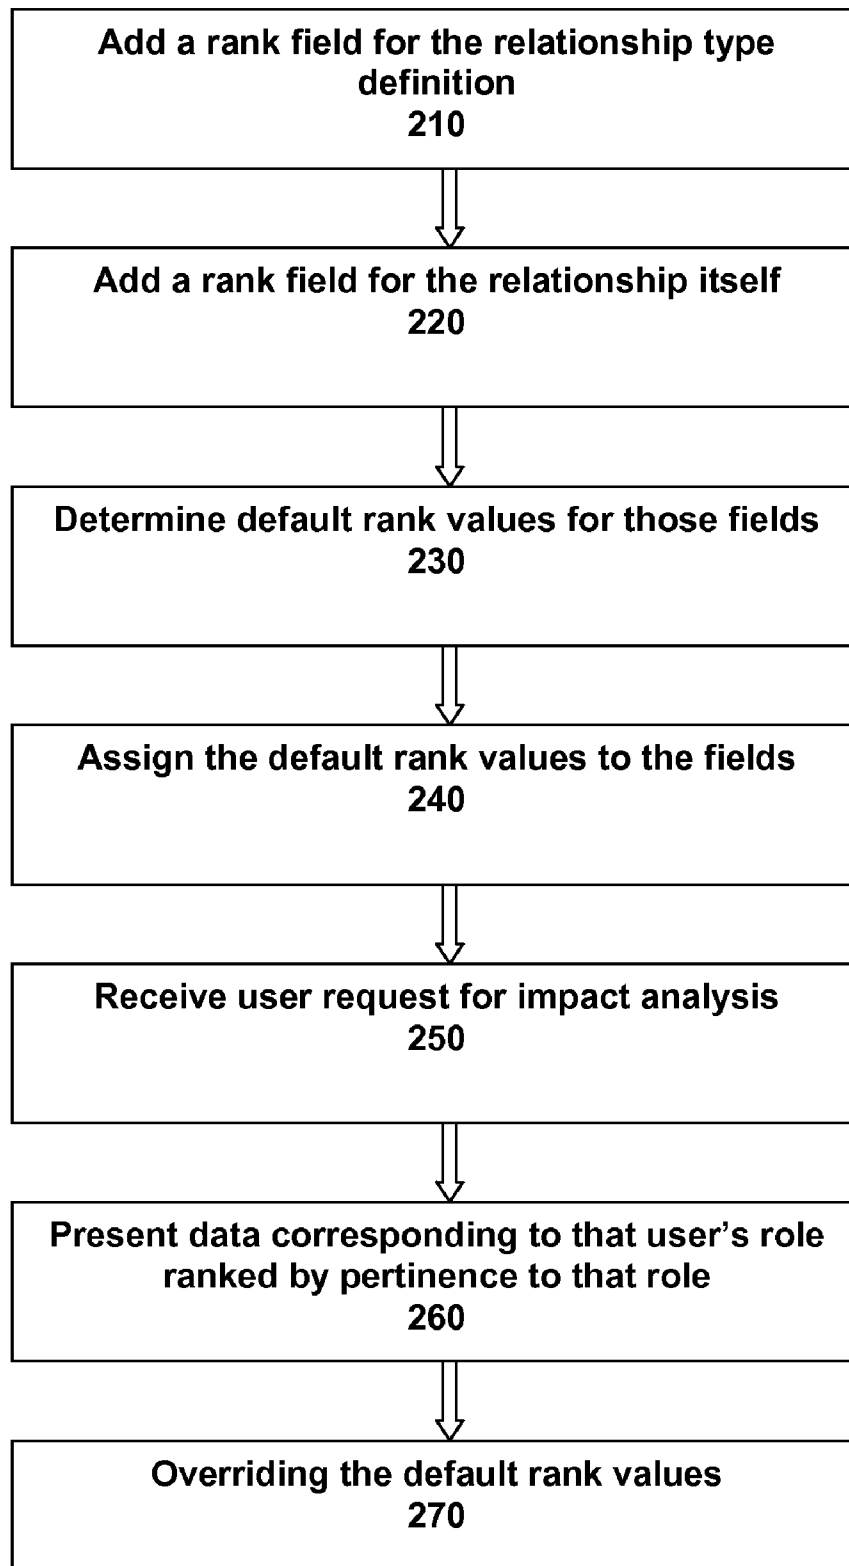 Add a rank field for the relationship type
definition
210
Add a rank field for the relationship itself
220
Determine default rank values for those fields
230
Assign the default rank values to the fields
240
Receive user request for impact analysis
250
Present data corresponding to that user’s role
ranked by pertinence to that role
260
Overriding the default rank values
270